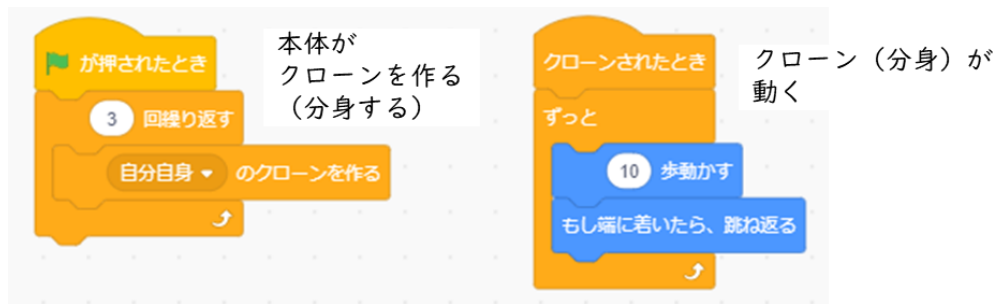 が押されたとき
3 回繰り返す
自分自身 のクローンを作る
本体が
クローンを作る
（分身する）
クローンされたとき
ずっと
10 歩動かす
もし端に着いたら、跳ね返る
クローン（分身）が
動く